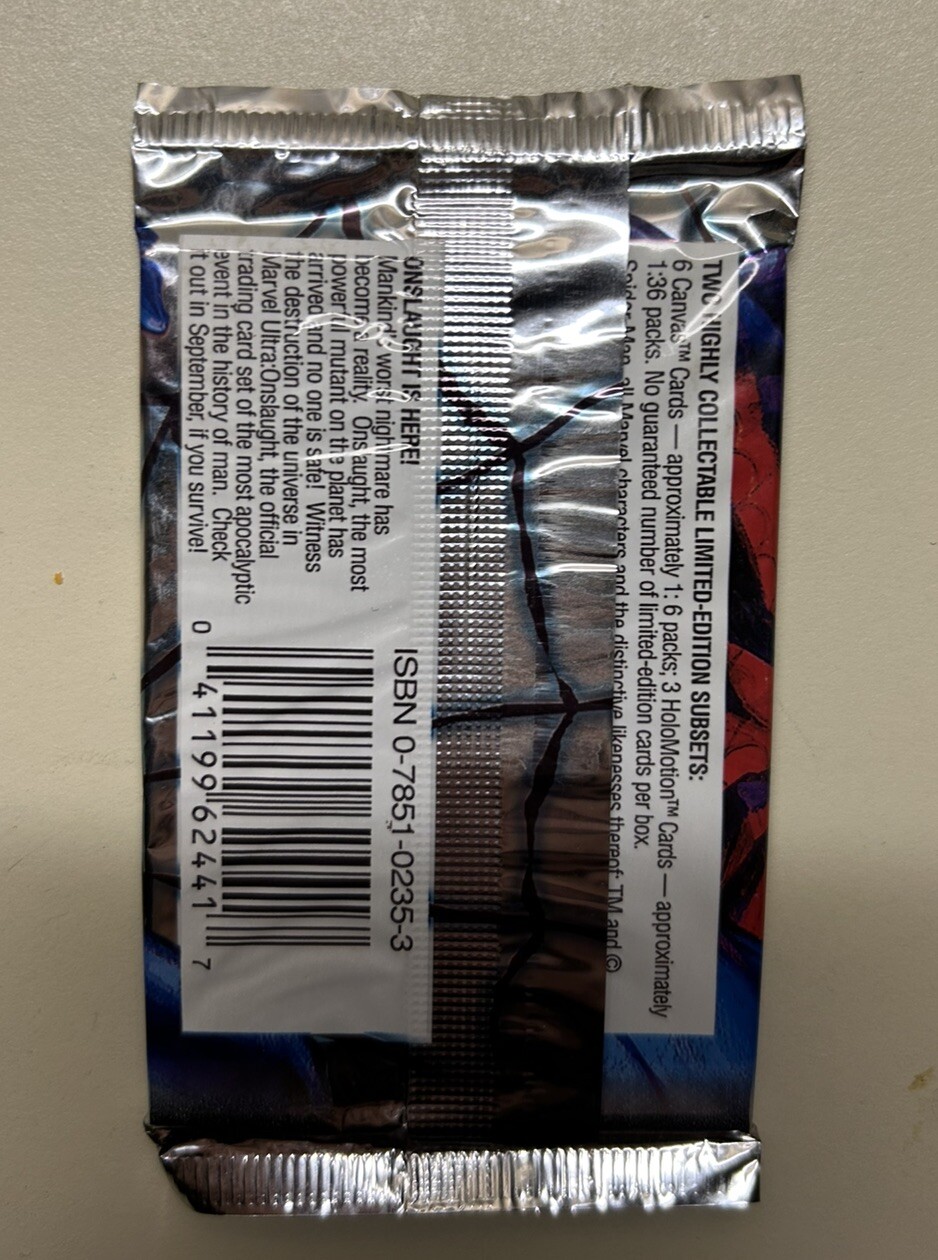 TWO HIGHLY COLLECTABLE LIMITED-EDITION SUBSETS:
6 Canvas™ Cards — approximately 1: 6 packs; 3 HoloMotion™ Cards — approximately
1:36 packs. No guaranteed number of limited-edition cards per box.
Spider-Man, all Marvel characters and the distinctive likenesses thereof: TM and ©
ONSLAUGHT IS HERE!
Mankind's worst nightmare has
become reality. Onslaught, the most
powerful mutant on the planet has
arrived and no one is safe! Witness
the destruction of the universe in
Marvel Ultra:Onslaught, the official
trading card set of the most apocalyptic
event in the history of man. Check
it out in September, if you survive!
ISBN 0-7851-0235-3
0 41199 62441 7